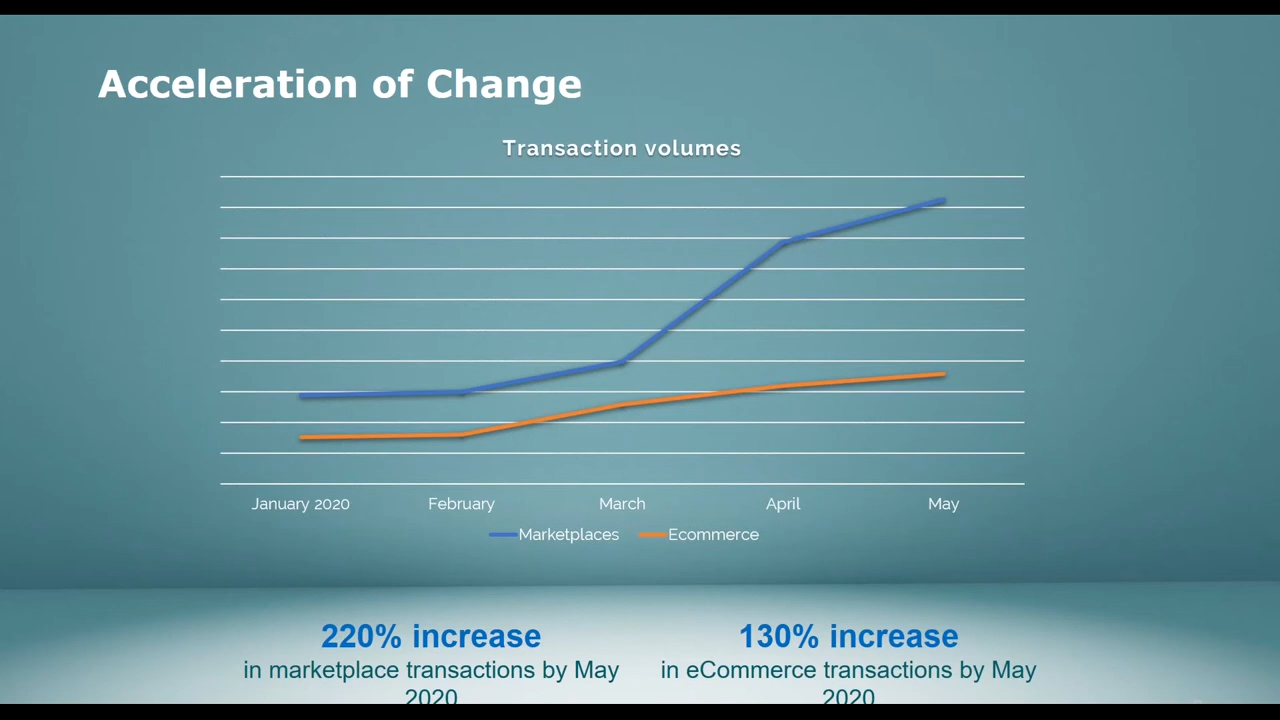 Acceleration of Change
Transaction volumes
January 2020 February March April May
Marketplaces Ecommerce
220% increase
in marketplace transactions by May
2020
130% increase
in eCommerce transactions by May
2020